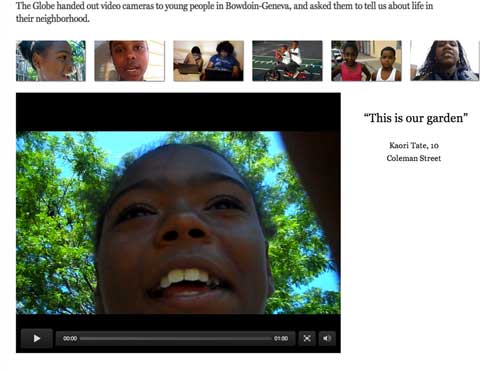 The Globe handed out video cameras to young people in Bowdoin-Geneva, and asked them to tell us about life in
their neighborhood.
“This is our garden”
Kaori Tate, 10
Coleman Street
00:00
01:00